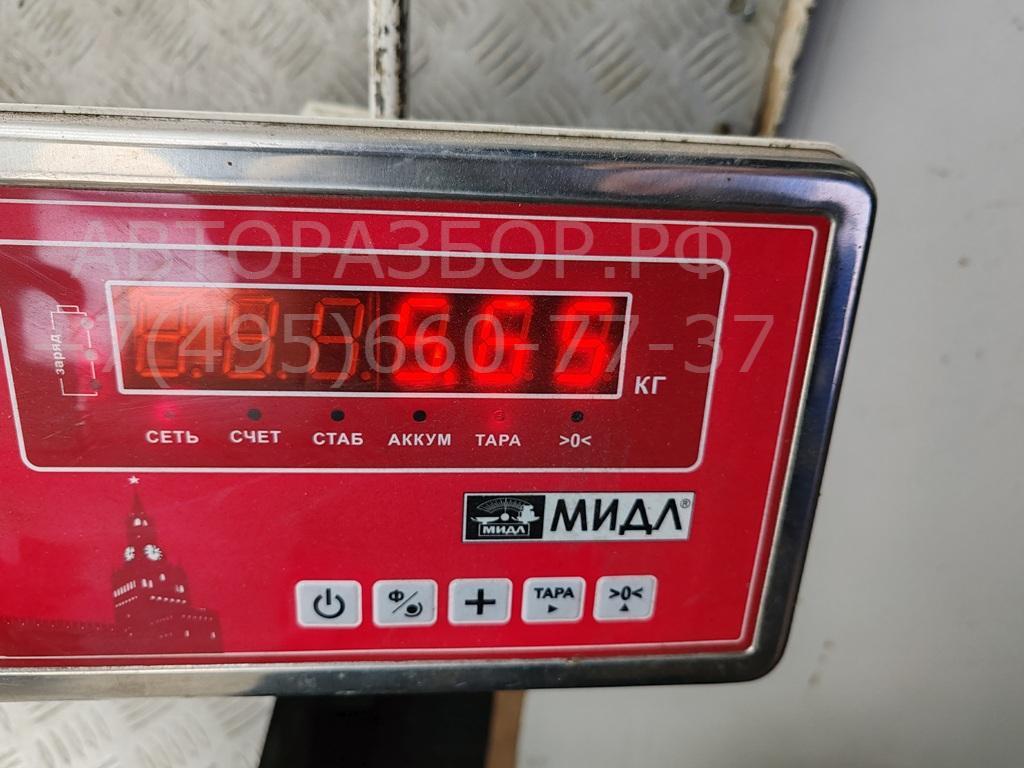 АВТОРАЗБОР.РФ
+7(495)660-77-37
заряд
КГ
СЕТЬ СЧЕТ СТАБ АККУМ ТАРА >0<
МИДЛ
МИДЛ®
Ф ТАРА >0<